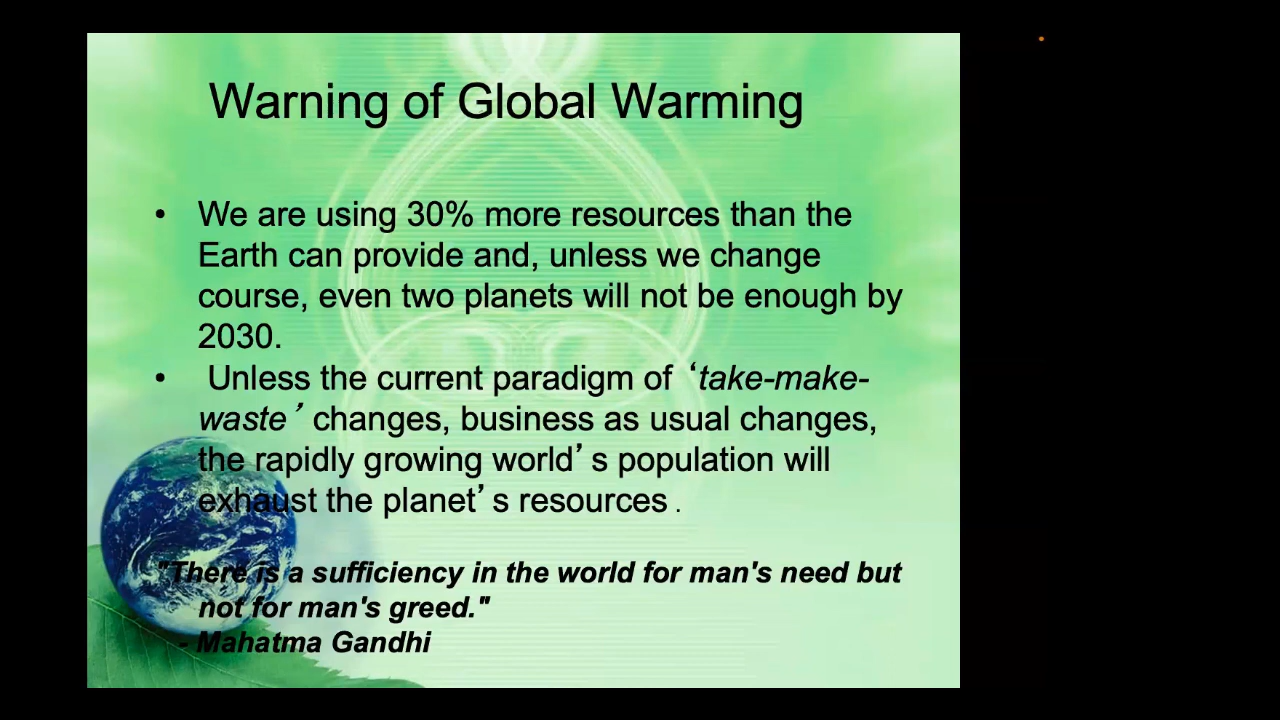 Warning of Global Warming
• We are using 30% more resources than the
Earth can provide and, unless we change
course, even two planets will not be enough by
2030.
• Unless the current paradigm of ‘take-make-
waste’ changes, business as usual changes,
the rapidly growing world’s population will
exhaust the planet’s resources .
"There is a sufficiency in the world for man's need but
not for man's greed."
- Mahatma Gandhi